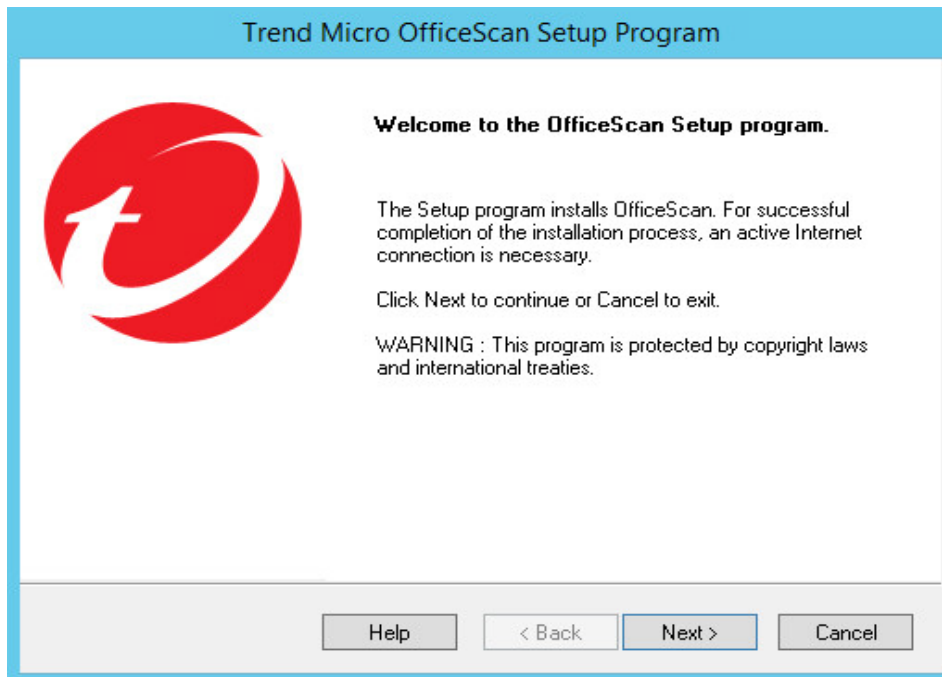 Trend Micro OfficeScan Setup Program
Welcome to the OfficeScan Setup program.
The Setup program installs OfficeScan. For successful
completion of the installation process, an active Internet
connection is necessary.
Click Next to continue or Cancel to exit.
WARNING : This program is protected by copyright laws
and international treaties.
Help
< Back
Next >
Cancel